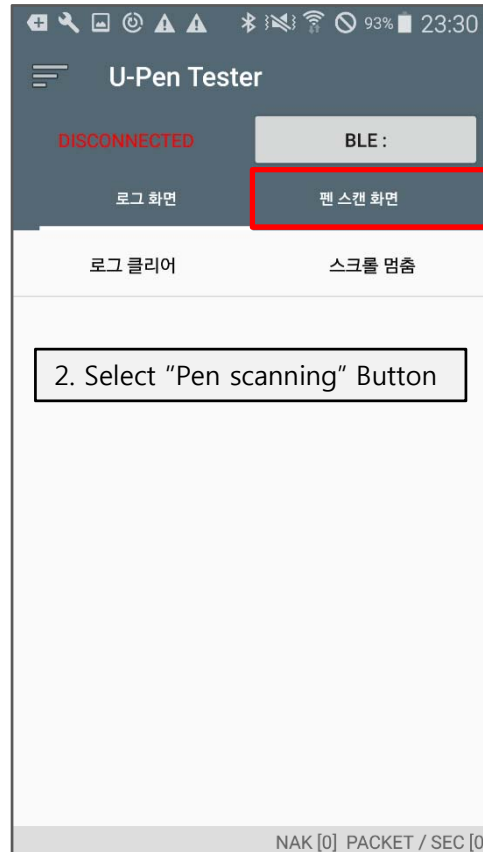 93% 23:30
U-Pen Tester
DISCONNECTED BLE :
로그 화면 펜 스캔 화면
로그 클리어 스크롤 멈춤
2. Select “Pen scanning” Button
NAK [0] PACKET / SEC [0